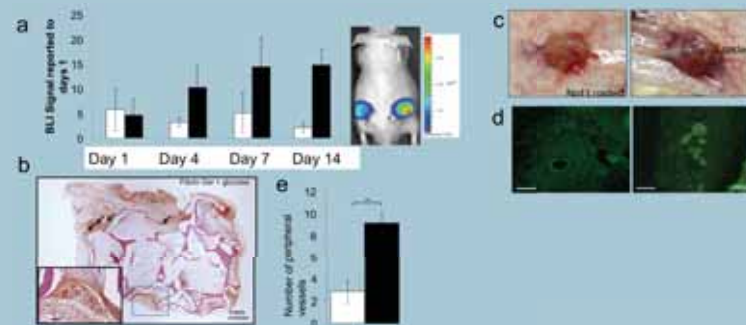 a
BLI Signal reported to
days 1
25
20
15
10
5
0
Day 1 Day 4 Day 7 Day 14
b
Fibrin Gel + glucose
c
Not Loaded
d
e
Number of peripheral
vessels
12
10
8
6
4
2
0